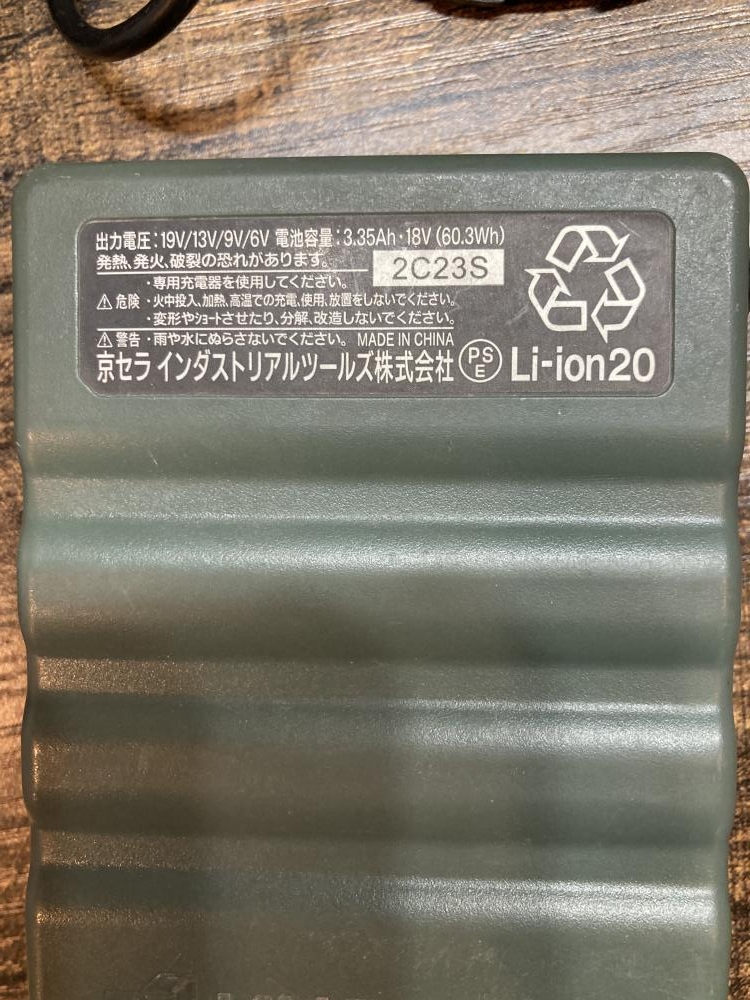 出力電圧:19V/13V/9V/6V 電池容量:3.35Ah・18V(60.3Wh)
発熱、発火、破裂の恐れがあります。
2C23S
・専用充電器を使用してください。
⚠危険 ・火中投入、加熱、高温での充電、使用、放置をしないでください。
・変形やショートさせたり、分解、改造しないでください。
⚠警告 ・雨や水にぬらさないでください。 MADE IN CHINA
京セラ インダストリアルツールズ株式会社 PSE Li-ion20